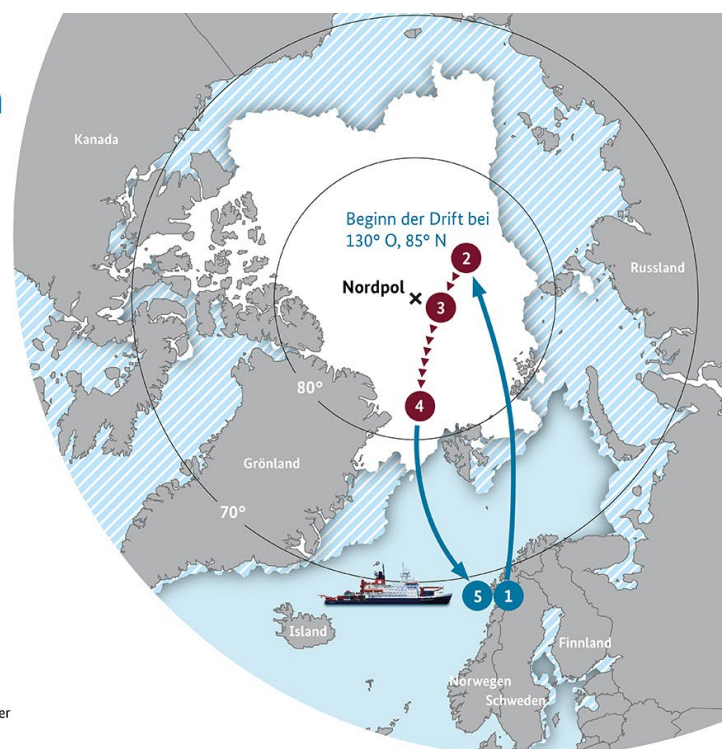 Kanada
Beginn der Drift bei
130° O, 85° N
2
Russland
Nordpol
3
80°
4
Grönland
70°
5
1
Island
Finnland
Norwegen
Schweden
er